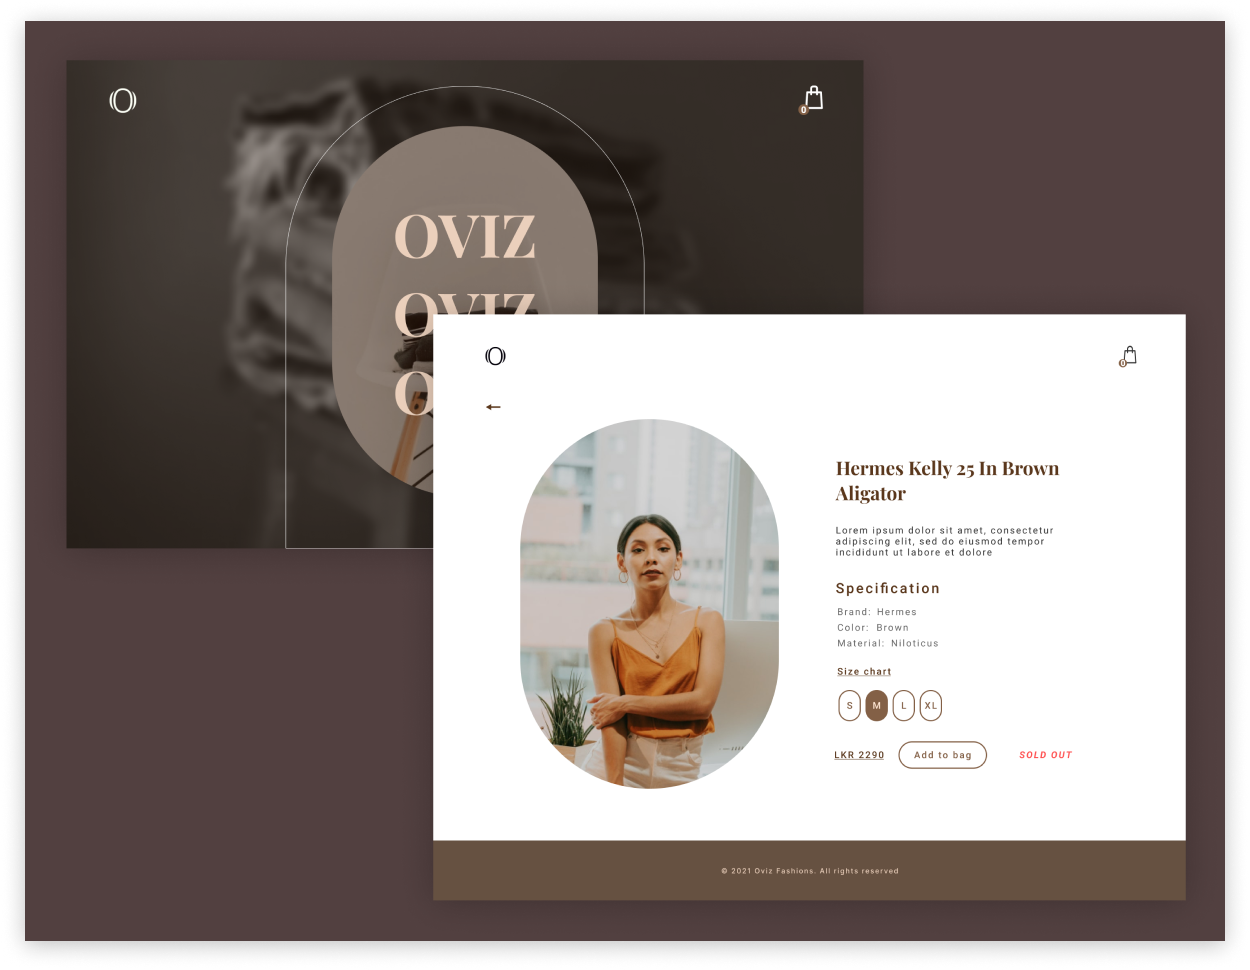 0
OVIZ
OVIZ
O
0
Hermes Kelly 25 In Brown
Aligator
Lorem ipsum dolor sit amet, consectetur
adipiscing elit, sed do eiusmod tempor
incididunt ut labore et dolore
Specification
Brand: Hermes
Color: Brown
Material: Niloticus
Size chart
S M L XL
LKR 2290 Add to bag SOLD OUT
© 2021 Oviz Fashions. All rights reserved